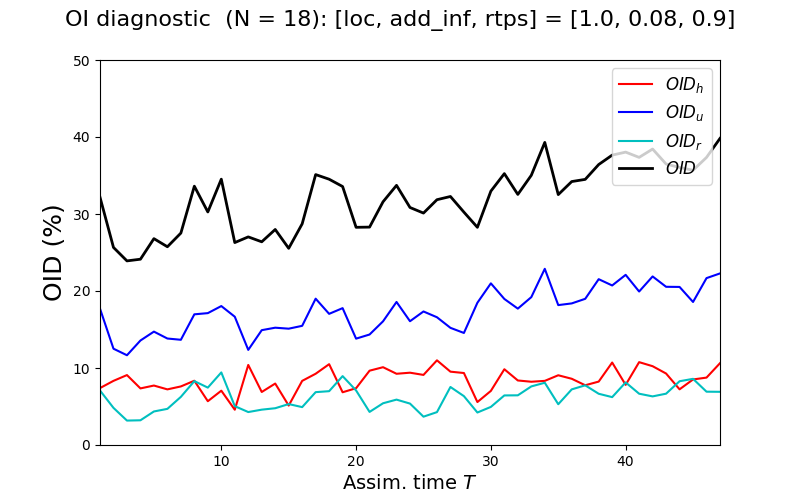 OI diagnostic (N = 18): [loc, add_inf, rtps] = [1.0, 0.08, 0.9]
50
40
30
20
10
0
OID (%)
OID_h
OID_u
OID_r
OID
10 20 30 40
Assim. time T